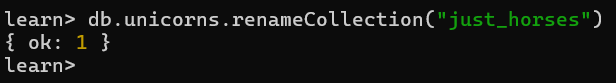 learn> db.unicorns.renameCollection("just_horses")
{ ok: 1 }
learn>